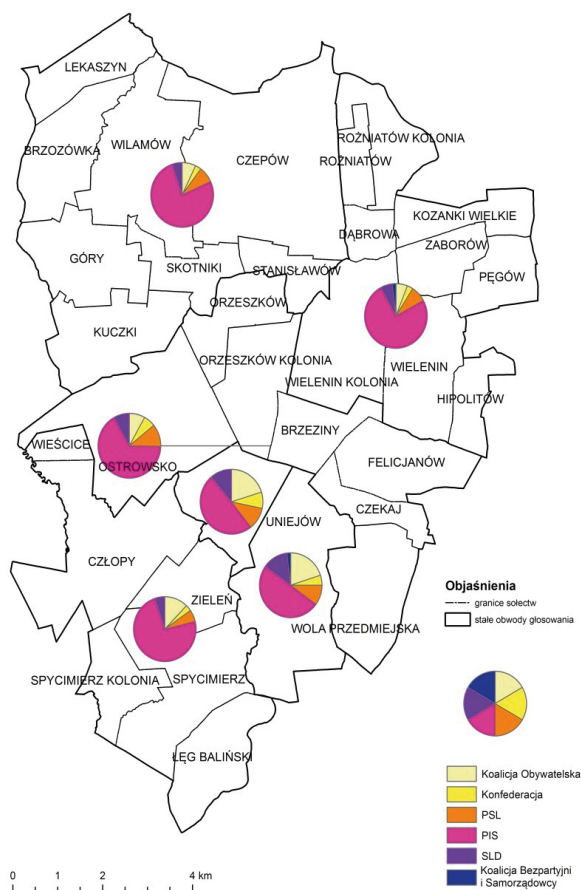 LEKASZYN
ROŻNIATÓW KOLONIA
BRZOZÓWKA
WILAMÓW
CZEPÓW
ROŻNIATÓW
KOZANKI WIELKIE
DĄBROWA
ZABORÓW
GÓRY
SKOTNIKI
STANISŁAWÓW
PĘGÓW
ORZESZKÓW
KUCZKI
ORZESZKÓW KOLONIA
WIELENIN
WIELENIN KOLONIA
HIPOLITÓW
BRZEZINY
WIEŚCICE
OSTROWSKO
FELICJANÓW
CZEKAJ
UNIEJÓW
CZŁOPY
ZIELEŃ
WOLA PRZEDMIEJSKA
SPYCIMIERZ KOLONIA
SPYCIMIERZ
ŁĘG BALIŃSKI
Objaśnienia
granice sołectw
stałe obwody głosowania
Koalicja Obywatelska
Konfederacja
PSL
PIS
SLD
Koalicja Bezpartyjni
i Samorządowcy
0 1 2 4 km